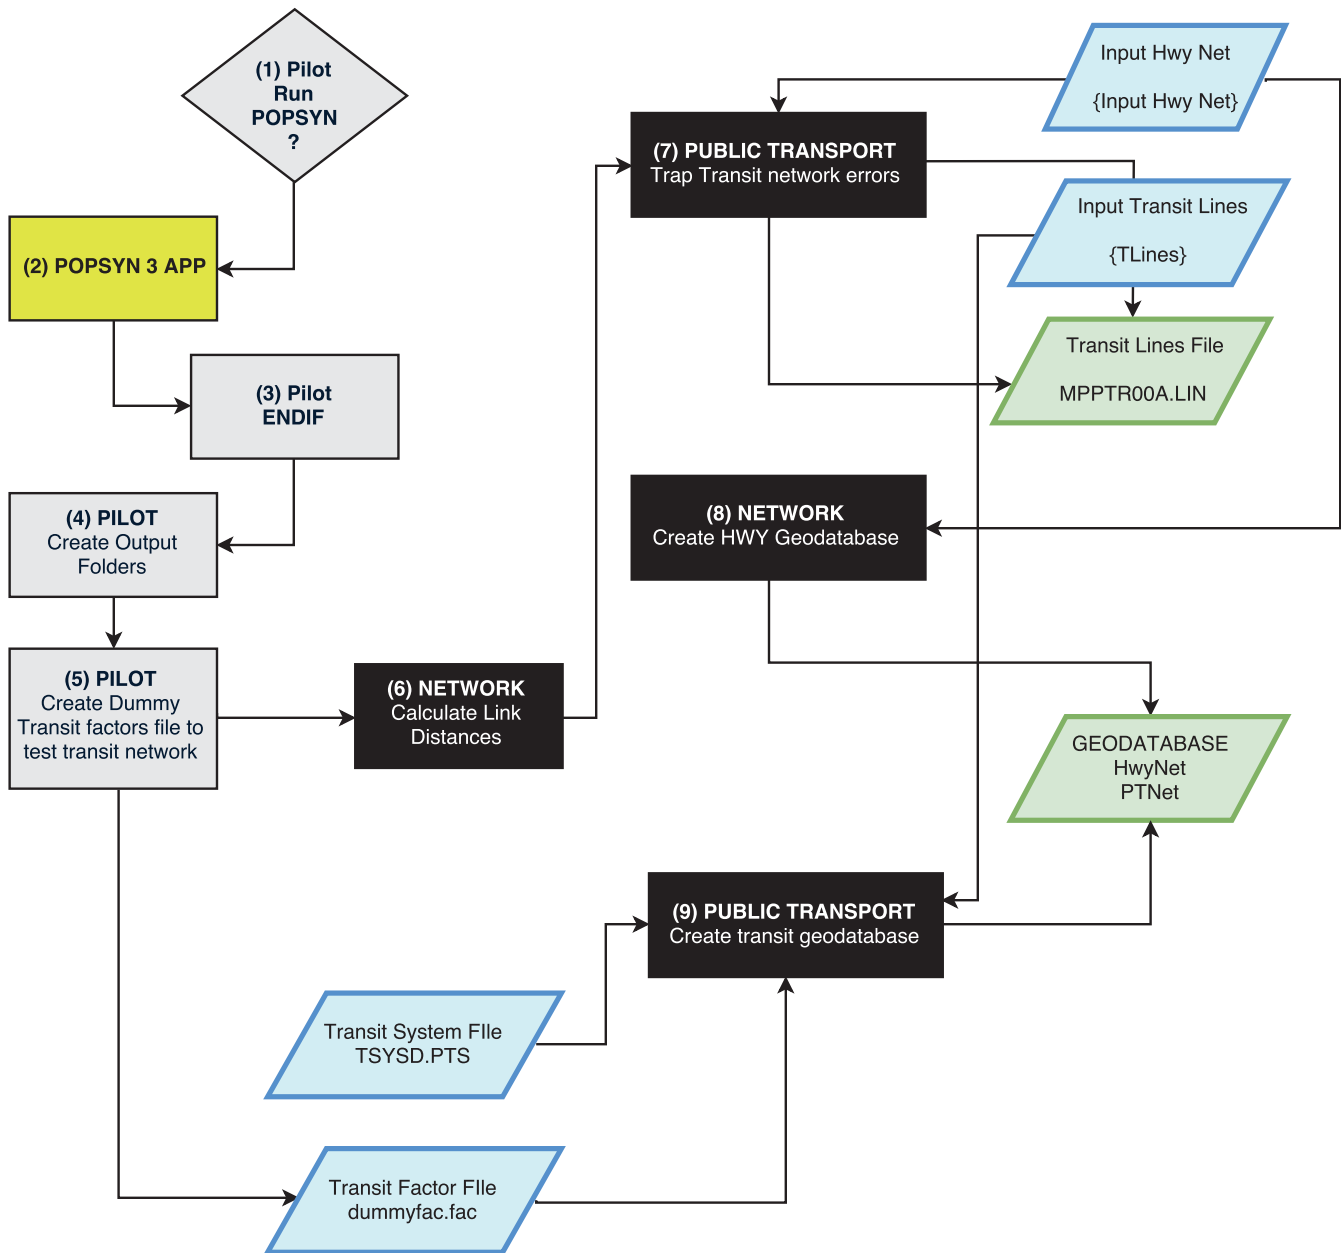 (1) Pilot
Run
POPSYN
?
(2) POPSYN 3 APP
(3) Pilot
ENDIF
(4) PILOT
Create Output
Folders
(5) PILOT
Create Dummy
Transit factors file to
test transit network
(6) NETWORK
Calculate Link
Distances
(7) PUBLIC TRANSPORT
Trap Transit network errors
Input Hwy Net
{Input Hwy Net}
Input Transit Lines
{TLines}
Transit Lines File
MPPTR00A.LIN
(8) NETWORK
Create HWY Geodatabase
GEODATABASE
HwyNet
PTNet
(9) PUBLIC TRANSPORT
Create transit geodatabase
Transit System FIle
TSYSD.PTS
Transit Factor FIle
dummyfac.fac